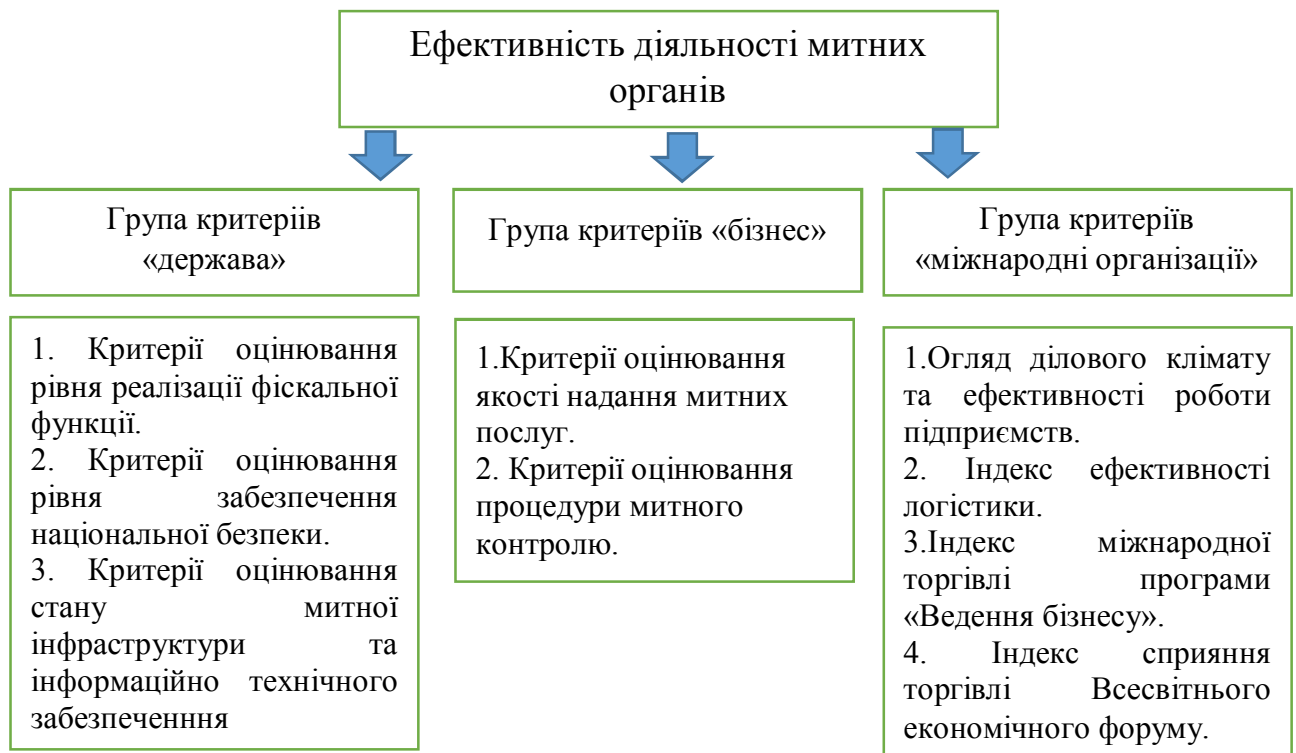 Ефективність діяльності митних
органів
Група критеріів
«держава»
Група критеріїв «бізнес»
Група критеріїв
«міжнародні організації»
1. Критерії оцінювання
рівня реалізації фіскальної
функції.
2. Критерії оцінювання
рівня забезпечення
національної безпеки.
3. Критерії оцінювання
стану митної
інфраструктури та
інформаційно технічного
забезпеченння
1.Критерії оцінювання
якості надання митних
послуг.
2. Критерії оцінювання
процедури митного
контролю.
1.Огляд ділового клімату
та ефективності роботи
підприємств.
2. Індекс ефективності
логістики.
3.Індекс міжнародної
торгівлі програми
«Ведення бізнесу».
4. Індекс сприяння
торгівлі Всесвітнього
економічного форуму.